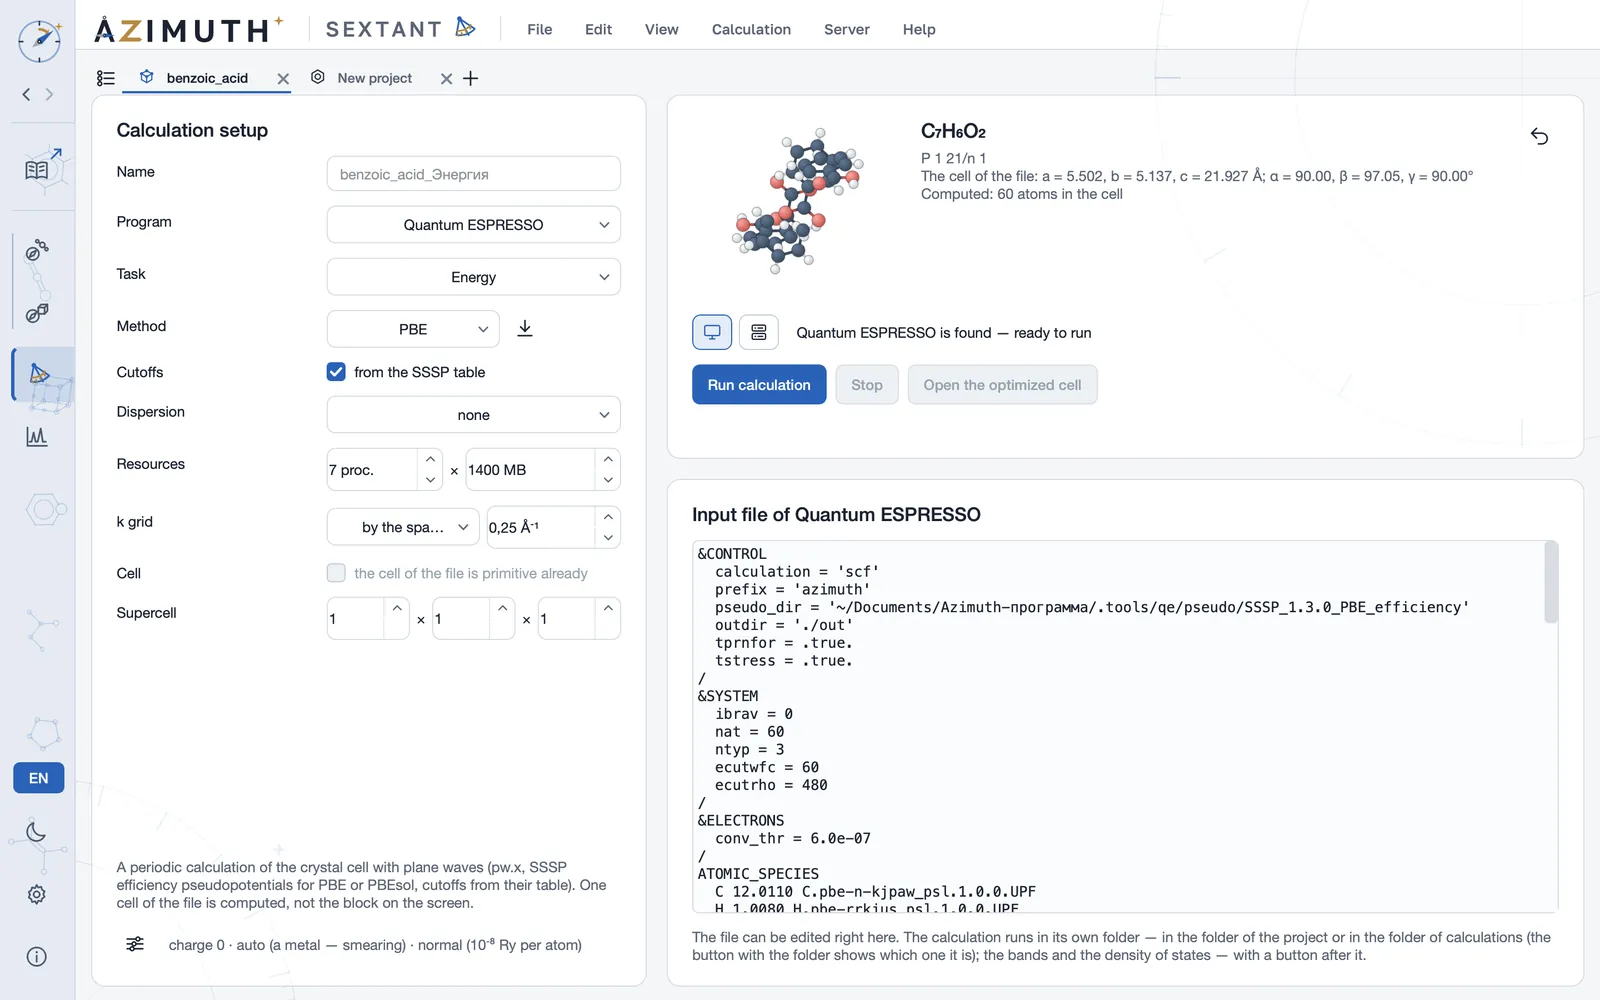 AZIMUTH
SEXTANT
File Edit View Calculation Server Help
benzoic_acid
New project
Calculation setup
Name
benzoic_acid_Энергия
Program
Quantum ESPRESSO
Task
Energy
Method
PBE
Cutoffs
from the SSSP table
Dispersion
none
Resources
7 proc. × 1400 MB
k grid
by the spa... 0,25 Å⁻¹
Cell
the cell of the file is primitive already
Supercell
1 × 1 × 1
A periodic calculation of the crystal cell with plane waves (pw.x, SSSP
efficiency pseudopotentials for PBE or PBEsol, cutoffs from their table). One
cell of the file is computed, not the block on the screen.
charge 0 · auto (a metal — smearing) · normal (10⁻⁸ Ry per atom)
EN
C₇H₆O₂
P 1 21/n 1
The cell of the file: a = 5.502, b = 5.137, c = 21.927 Å; α = 90.00, β = 97.05, γ = 90.00°
Computed: 60 atoms in the cell
Quantum ESPRESSO is found — ready to run
Run calculation
Stop
Open the optimized cell
Input file of Quantum ESPRESSO
&CONTROL
calculation = 'scf'
prefix = 'azimuth'
pseudo_dir = '~/Documents/Azimuth-программа/.tools/qe/pseudo/SSSP_1.3.0_PBE_efficiency'
outdir = './out'
tprnfor = .true.
tstress = .true.
/
&SYSTEM
ibrav = 0
nat = 60
ntyp = 3
ecutwfc = 60
ecutrho = 480
/
&ELECTRONS
conv_thr = 6.0e-07
/
ATOMIC_SPECIES
C 12.0110 C.pbe-n-kjpaw_psl.1.0.0.UPF
H 1.0080 H.pbe-rrkjus_psl.1.0.0.UPF
The file can be edited right here. The calculation runs in its own folder — in the folder of the project or in the folder of calculations (the
button with the folder shows which one it is); the bands and the density of states — with a button after it.